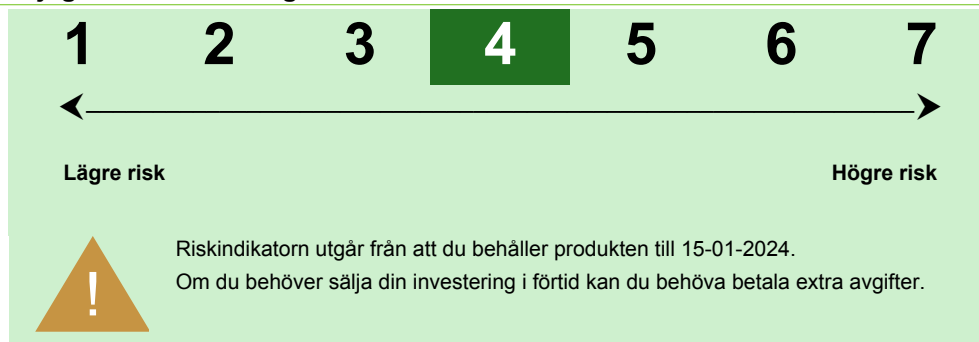 1 2 3 4 5 6 7
Lägre risk Högre risk
Riskindikatorn utgår från att du behåller produkten till 15-01-2024.
! Om du behöver sälja din investering i förtid kan du behöva betala extra avgifter.